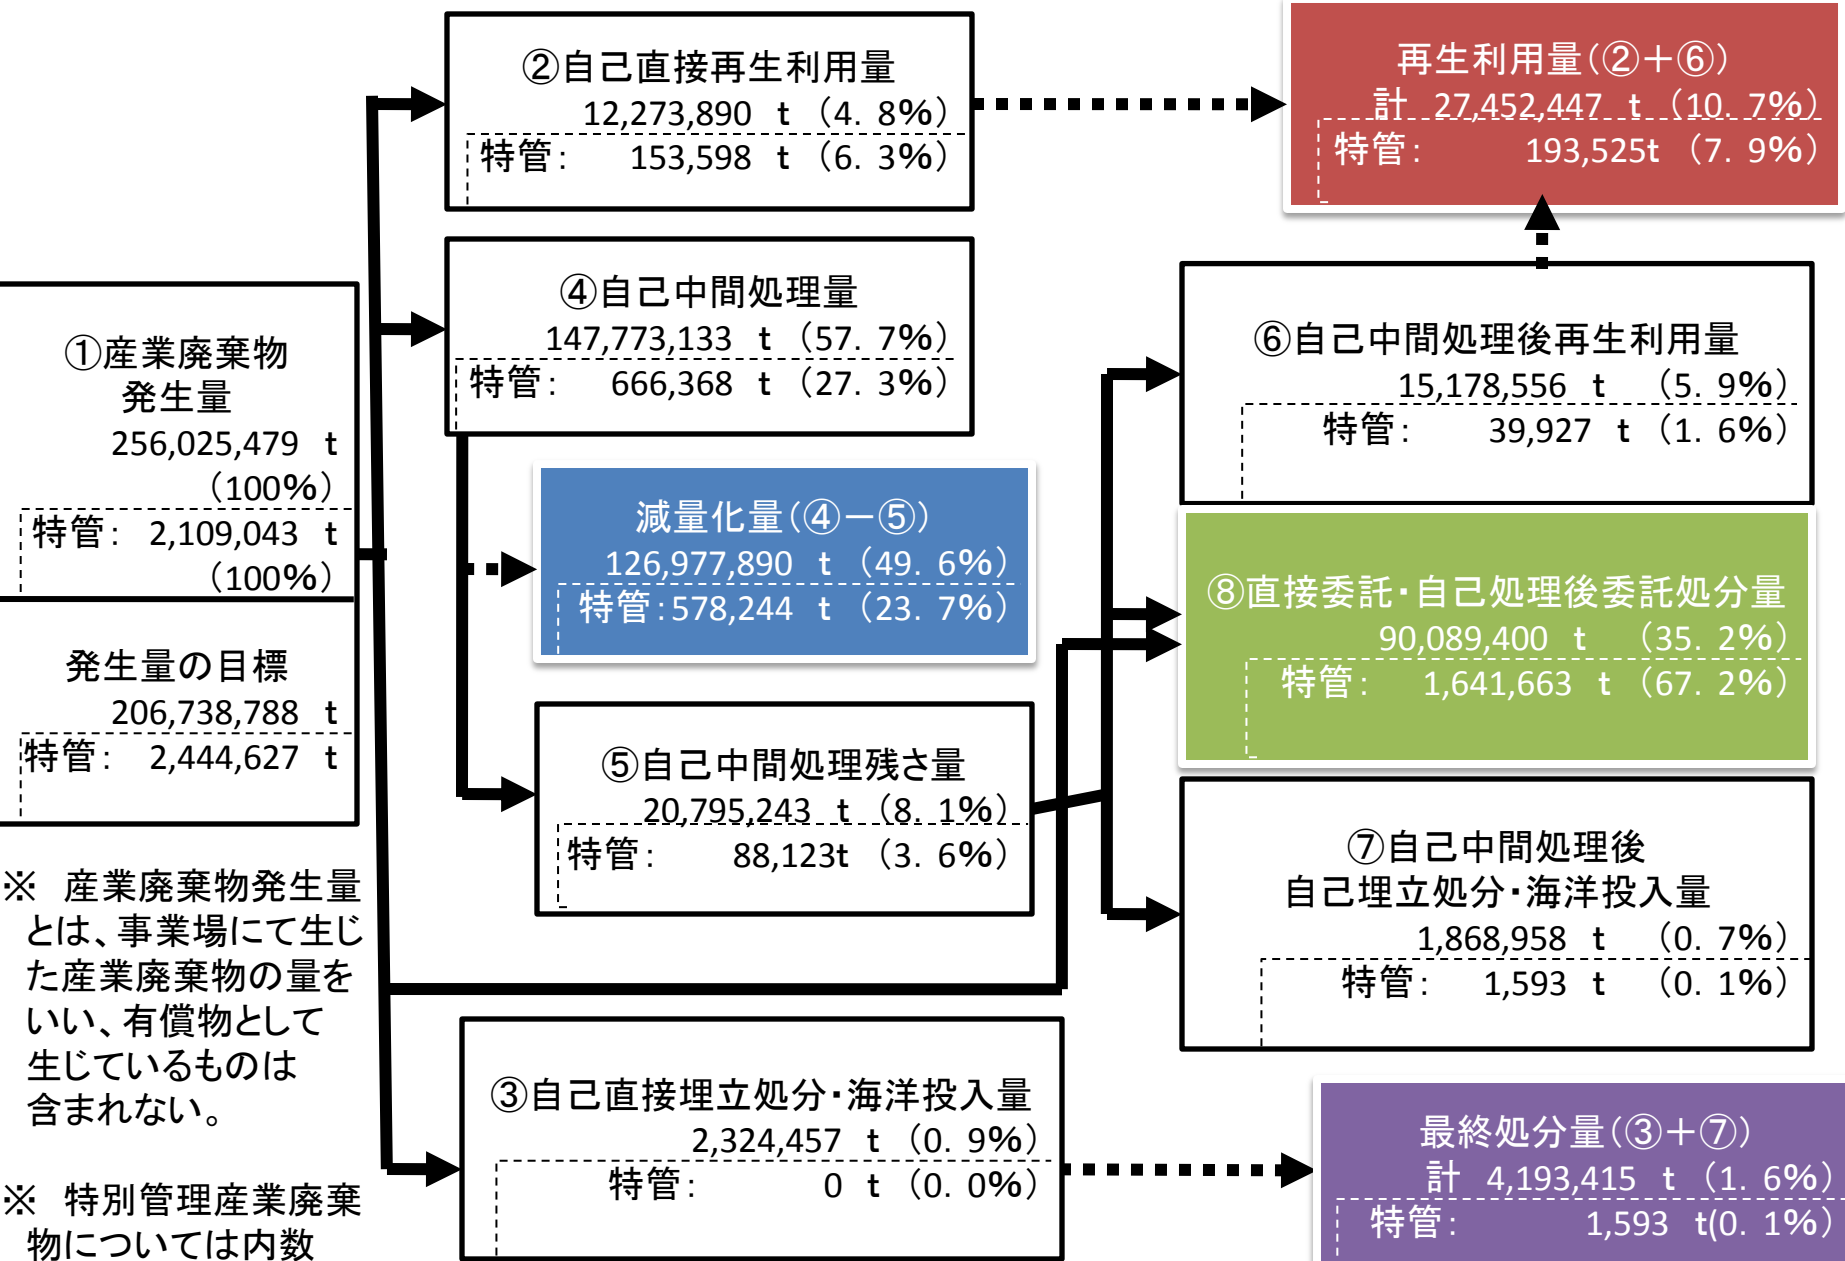 ①産業廃棄物
発生量
256,025,479 t
（100%）
特管： 2,109,043 t
（100%）
発生量の目標
206,738,788 t
特管： 2,444,627 t
※ 産業廃棄物発生量
とは、事業場にて生じ
た産業廃棄物の量を
いい、有償物として
生じているものは
含まれない。
※ 特別管理産業廃棄
物については内数
②自己直接再生利用量
12,273,890 t （4．8%）
特管： 153,598 t （6．3%）
④自己中間処理量
147,773,133 t （57．7%）
特管： 666,368 t （27．3%）
減量化量（④－⑤）
126,977,890 t （49．6%）
特管：578,244 t （23．7%）
⑤自己中間処理残さ量
20,795,243 t （8．1%）
特管： 88,123t （3．6%）
③自己直接埋立処分・海洋投入量
2,324,457 t （0．9%）
特管： 0 t （0．0%）
再生利用量（②＋⑥）
計 27,452,447 t （10．7%）
特管： 193,525t （7．9%）
⑥自己中間処理後再生利用量
15,178,556 t （5．9%）
特管： 39,927 t （1．6%）
⑧直接委託・自己処理後委託処分量
90,089,400 t （35．2%）
特管： 1,641,663 t （67．2%）
⑦自己中間処理後
自己埋立処分・海洋投入量
1,868,958 t （0．7%）
特管： 1,593 t （0．1%）
最終処分量（③＋⑦）
計 4,193,415 t （1．6%）
特管： 1,593 t(0．1%）